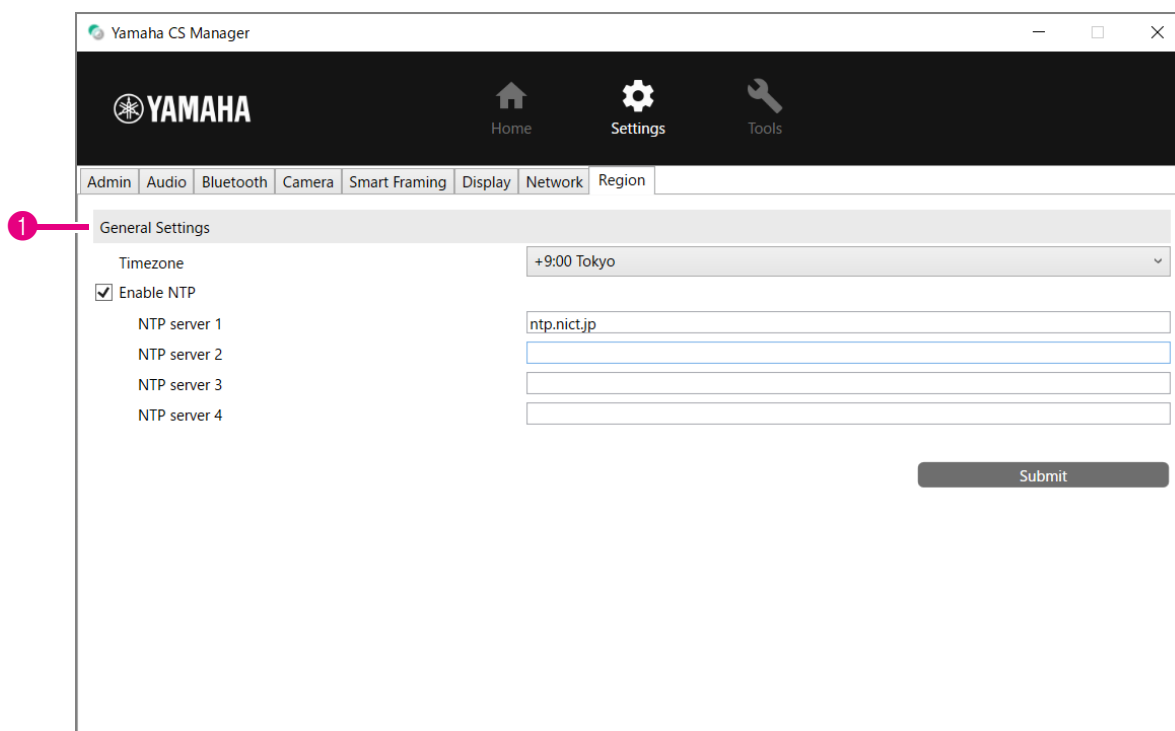 Yamaha CS Manager
YAMAHA
Home Settings Tools
Admin Audio Bluetooth Camera Smart Framing Display Network Region
1 General Settings
Timezone +9:00 Tokyo
Enable NTP
NTP server 1 ntp.nict.jp
NTP server 2
NTP server 3
NTP server 4
Submit